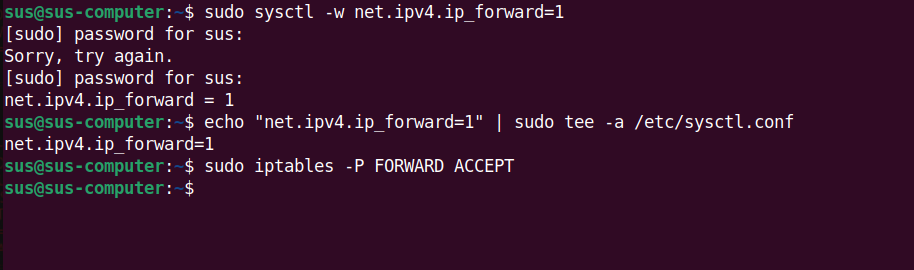 sus@sus-computer:~$ sudo sysctl -w net.ipv4.ip_forward=1
[sudo] password for sus:
Sorry, try again.
[sudo] password for sus:
net.ipv4.ip_forward = 1
sus@sus-computer:~$ echo "net.ipv4.ip_forward=1" | sudo tee -a /etc/sysctl.conf
net.ipv4.ip_forward=1
sus@sus-computer:~$ sudo iptables -P FORWARD ACCEPT
sus@sus-computer:~$